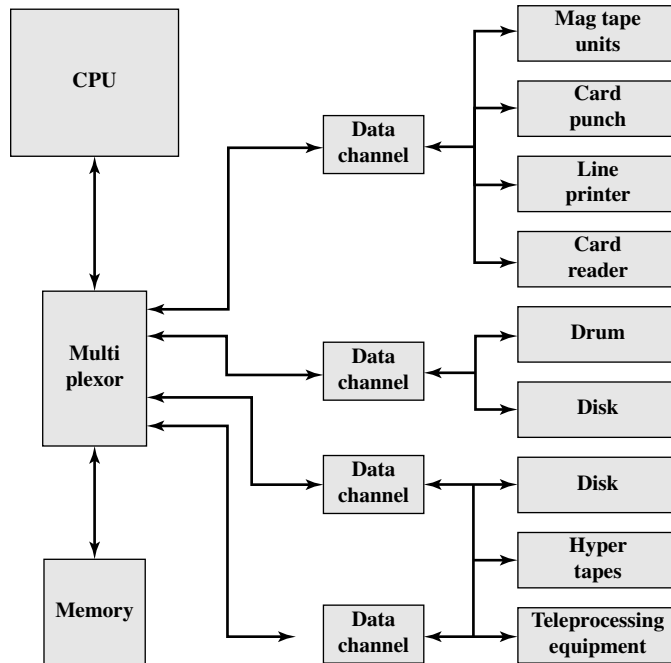 Mag tape
units
CPU
Card
punch
Data
channel
Line
printer
Card
reader
Multi
plexor
Data
channel
Drum
Disk
Data
channel
Disk
Hyper
tapes
Memory
Data
channel
Teleprocessing
equipment